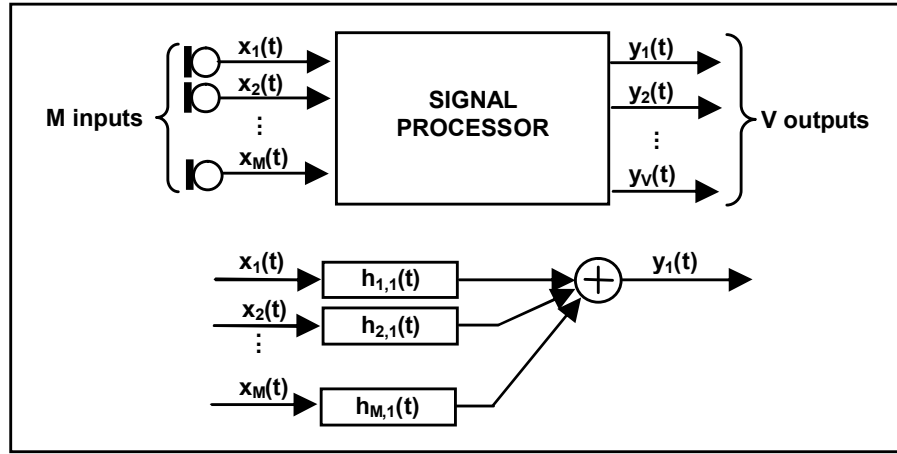 x₁(t)
x₂(t)
⋮
x_M(t)
M inputs
SIGNAL
PROCESSOR
y₁(t)
y₂(t)
⋮
y_V(t)
V outputs
x₁(t)
h₁,₁(t)
y₁(t)
x₂(t)
h₂,₁(t)
⋮
x_M(t)
h_M,₁(t)